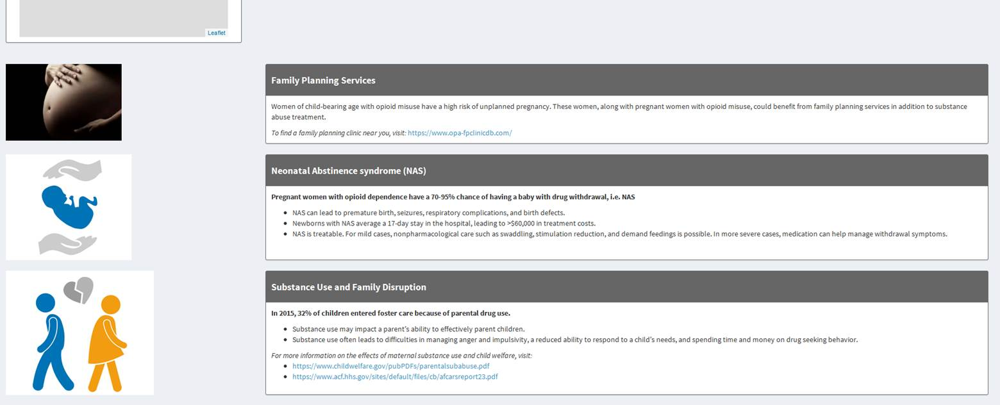 Leaflet
Family Planning Services
Women of child-bearing age with opioid misuse have a high risk of unplanned pregnancy. These women, along with pregnant women with opioid misuse, could benefit from family planning services in addition to substance
abuse treatment.
To find a family planning clinic near you, visit: https://www.opa-fpclinicdb.com/
Neonatal Abstinence syndrome (NAS)
Pregnant women with opioid dependence have a 70-95% chance of having a baby with drug withdrawal, i.e. NAS
• NAS can lead to premature birth, seizures, respiratory complications, and birth defects.
• Newborns with NAS average a 17-day stay in the hospital, leading to >$60,000 in treatment costs.
• NAS is treatable. For mild cases, nonpharmacological care such as swaddling, stimulation reduction, and demand feedings is possible. In more severe cases, medication can help manage withdrawal symptoms.
Substance Use and Family Disruption
In 2015, 32% of children entered foster care because of parental drug use.
• Substance use may impact a parent’s ability to effectively parent children.
• Substance use often leads to difficulties in managing anger and impulsivity, a reduced ability to respond to a child’s needs, and spending time and money on drug seeking behavior.
For more information on the effects of maternal substance use and child welfare, visit:
• https://www.childwelfare.gov/pubPDFs/parentalsubabuse.pdf
• https://www.acf.hhs.gov/sites/default/files/cb/afcarsreport23.pdf